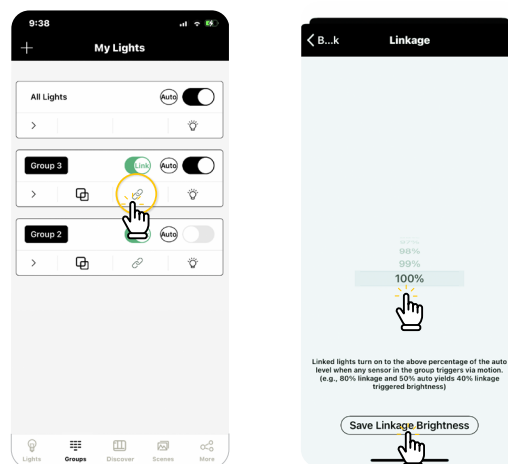 9:38
My Lights
All Lights
Auto
Group 3
Link
Auto
Group 2
Auto
Lights
Groups
Discover
Scenes
More
B...k
Linkage
98%
99%
100%
Linked lights turn on to the above percentage of the auto
level when any sensor in the group triggers via motion.
(e.g., 80% linkage and 50% auto yields 40% linkage
triggered brightness)
Save Linkage Brightness